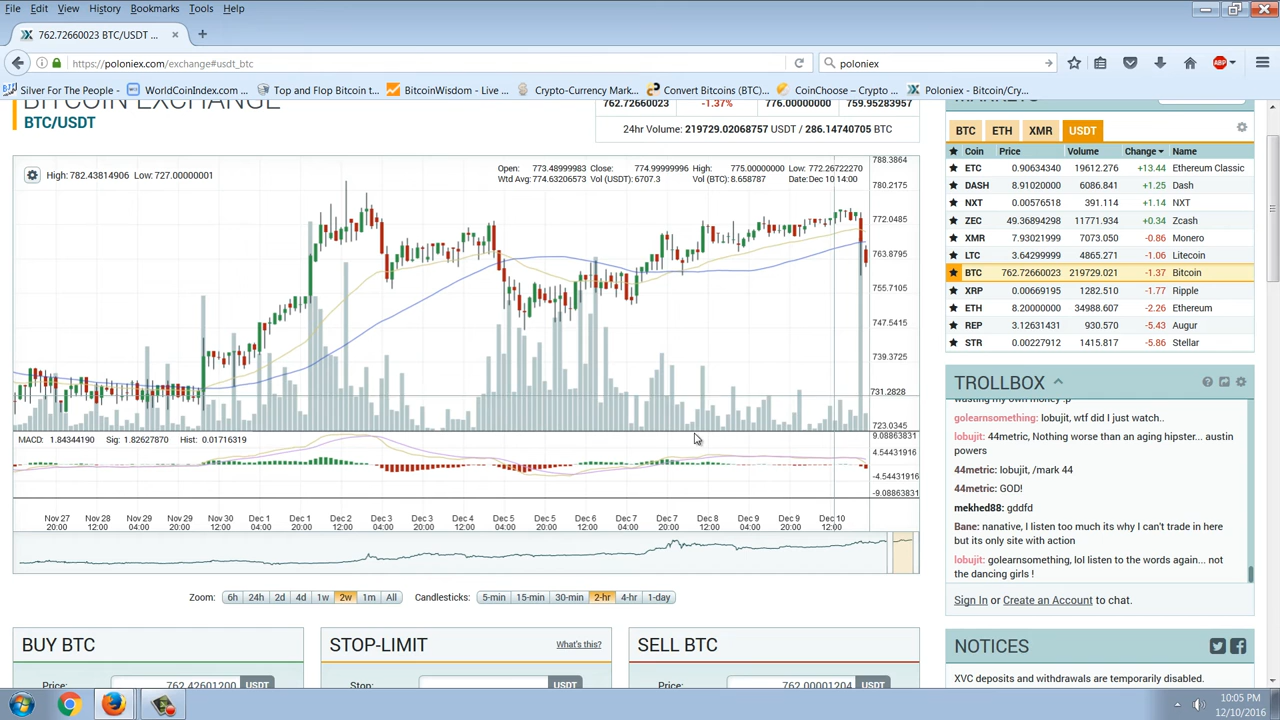 File Edit View History Bookmarks Tools Help
762.72660023 BTC/USDT ...
https://poloniex.com/exchange#usdt_btc
poloniex
ABP
Silver For The People -
WorldCoinIndex.com ...
Top and Flop Bitcoin t...
BitcoinWisdom - Live ...
Crypto-Currency Mark...
Convert Bitcoins (BTC)...
CoinChoose – Crypto ...
Poloniex - Bitcoin/Cry...
BITCOIN EXCHANGE
BTC/USDT
762.72660023 -1.37% 776.00000000 759.95283957
24hr Volume: 219729.02068757 USDT / 286.14740705 BTC
High: 782.43814906 Low: 727.00000001
Open: 773.48999983 Close: 774.99999996 High: 775.00000000 Low: 772.26722270
Wtd Avg: 774.63206573 Vol (USDT): 6707.3 Vol (BTC): 8.658787 Date: Dec 10 14:00
788.3864
780.2175
772.0485
763.8795
755.7105
747.5415
739.3725
731.2828
723.0345
MACD: 1.84344190 Sig: 1.82627870 Hist: 0.01716319
9.08863831
4.54431916
-4.54431916
-9.08863831
Nov 27 Nov 28 Nov 29 Nov 29 Nov 30 Dec 1 Dec 1 Dec 2 Dec 3 Dec 3 Dec 4 Dec 5 Dec 5 Dec 6 Dec 7 Dec 7 Dec 8 Dec 9 Dec 9 Dec 10
20:00 12:00 04:00 20:00 12:00 04:00 20:00 12:00 04:00 20:00 12:00 04:00 20:00 12:00 04:00 20:00 12:00 04:00 20:00 12:00
Zoom: 6h 24h 2d 4d 1w 2w 1m All Candlesticks: 5-min 15-min 30-min 2-hr 4-hr 1-day
BUY BTC
Price: 762.42601200 USDT
STOP-LIMIT What's this?
Stop: USDT
SELL BTC
Price: 762.00001204 USDT
MARKETS
BTC ETH XMR USDT
Coin Price Volume Change Name
ETC 0.90634340 19612.276 +13.44 Ethereum Classic
DASH 8.91020000 6086.841 +1.25 Dash
NXT 0.00576518 391.114 +1.14 NXT
ZEC 49.36894298 11771.934 +0.34 Zcash
XMR 7.93021999 7073.050 -0.86 Monero
LTC 3.64299999 4865.271 -1.06 Litecoin
BTC 762.72660023 219729.021 -1.37 Bitcoin
XRP 0.00669195 1282.510 -1.77 Ripple
ETH 8.20000000 34988.607 -2.26 Ethereum
REP 3.12631431 930.570 -5.43 Augur
STR 0.00227912 1415.817 -5.86 Stellar
TROLLBOX
wasting my own money :p
golearnsomething: lobujit, wtf did I just watch..
lobujit: 44metric, Nothing worse than an aging hipster... austin
powers
44metric: lobujit, /mark 44
44metric: GOD!
mekhed88: gddfd
Bane: nanative, I listen too much its why I can't trade in here
but its only site with action
lobujit: golearnsomething, lol listen to the words again... not
the dancing girls !
Sign In or Create an Account to chat.
NOTICES
XVC deposits and withdrawals are temporarily disabled.
10:05 PM
12/10/2016